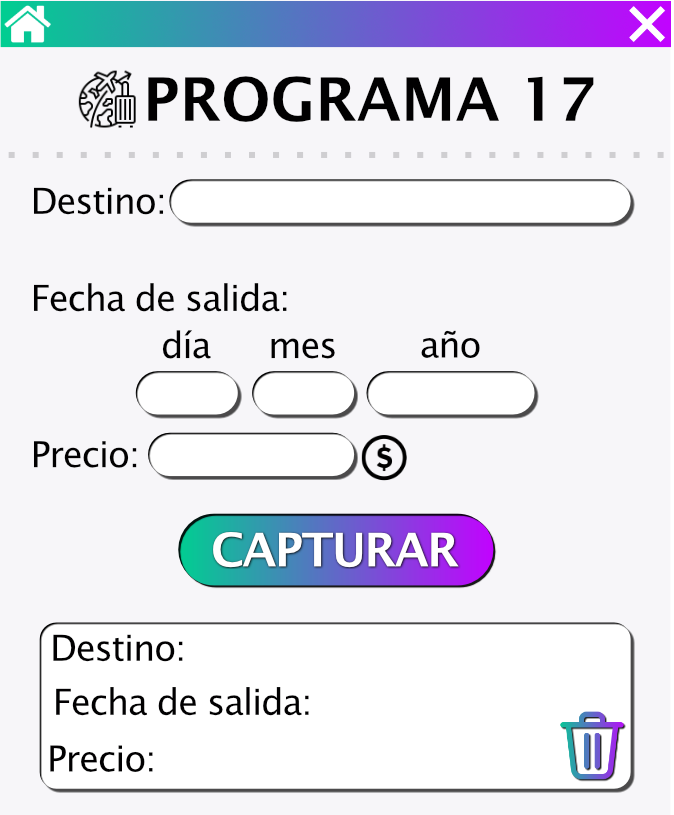 PROGRAMA 17
Destino:
Fecha de salida:
día mes año
Precio: $
CAPTURAR
Destino:
Fecha de salida:
Precio: